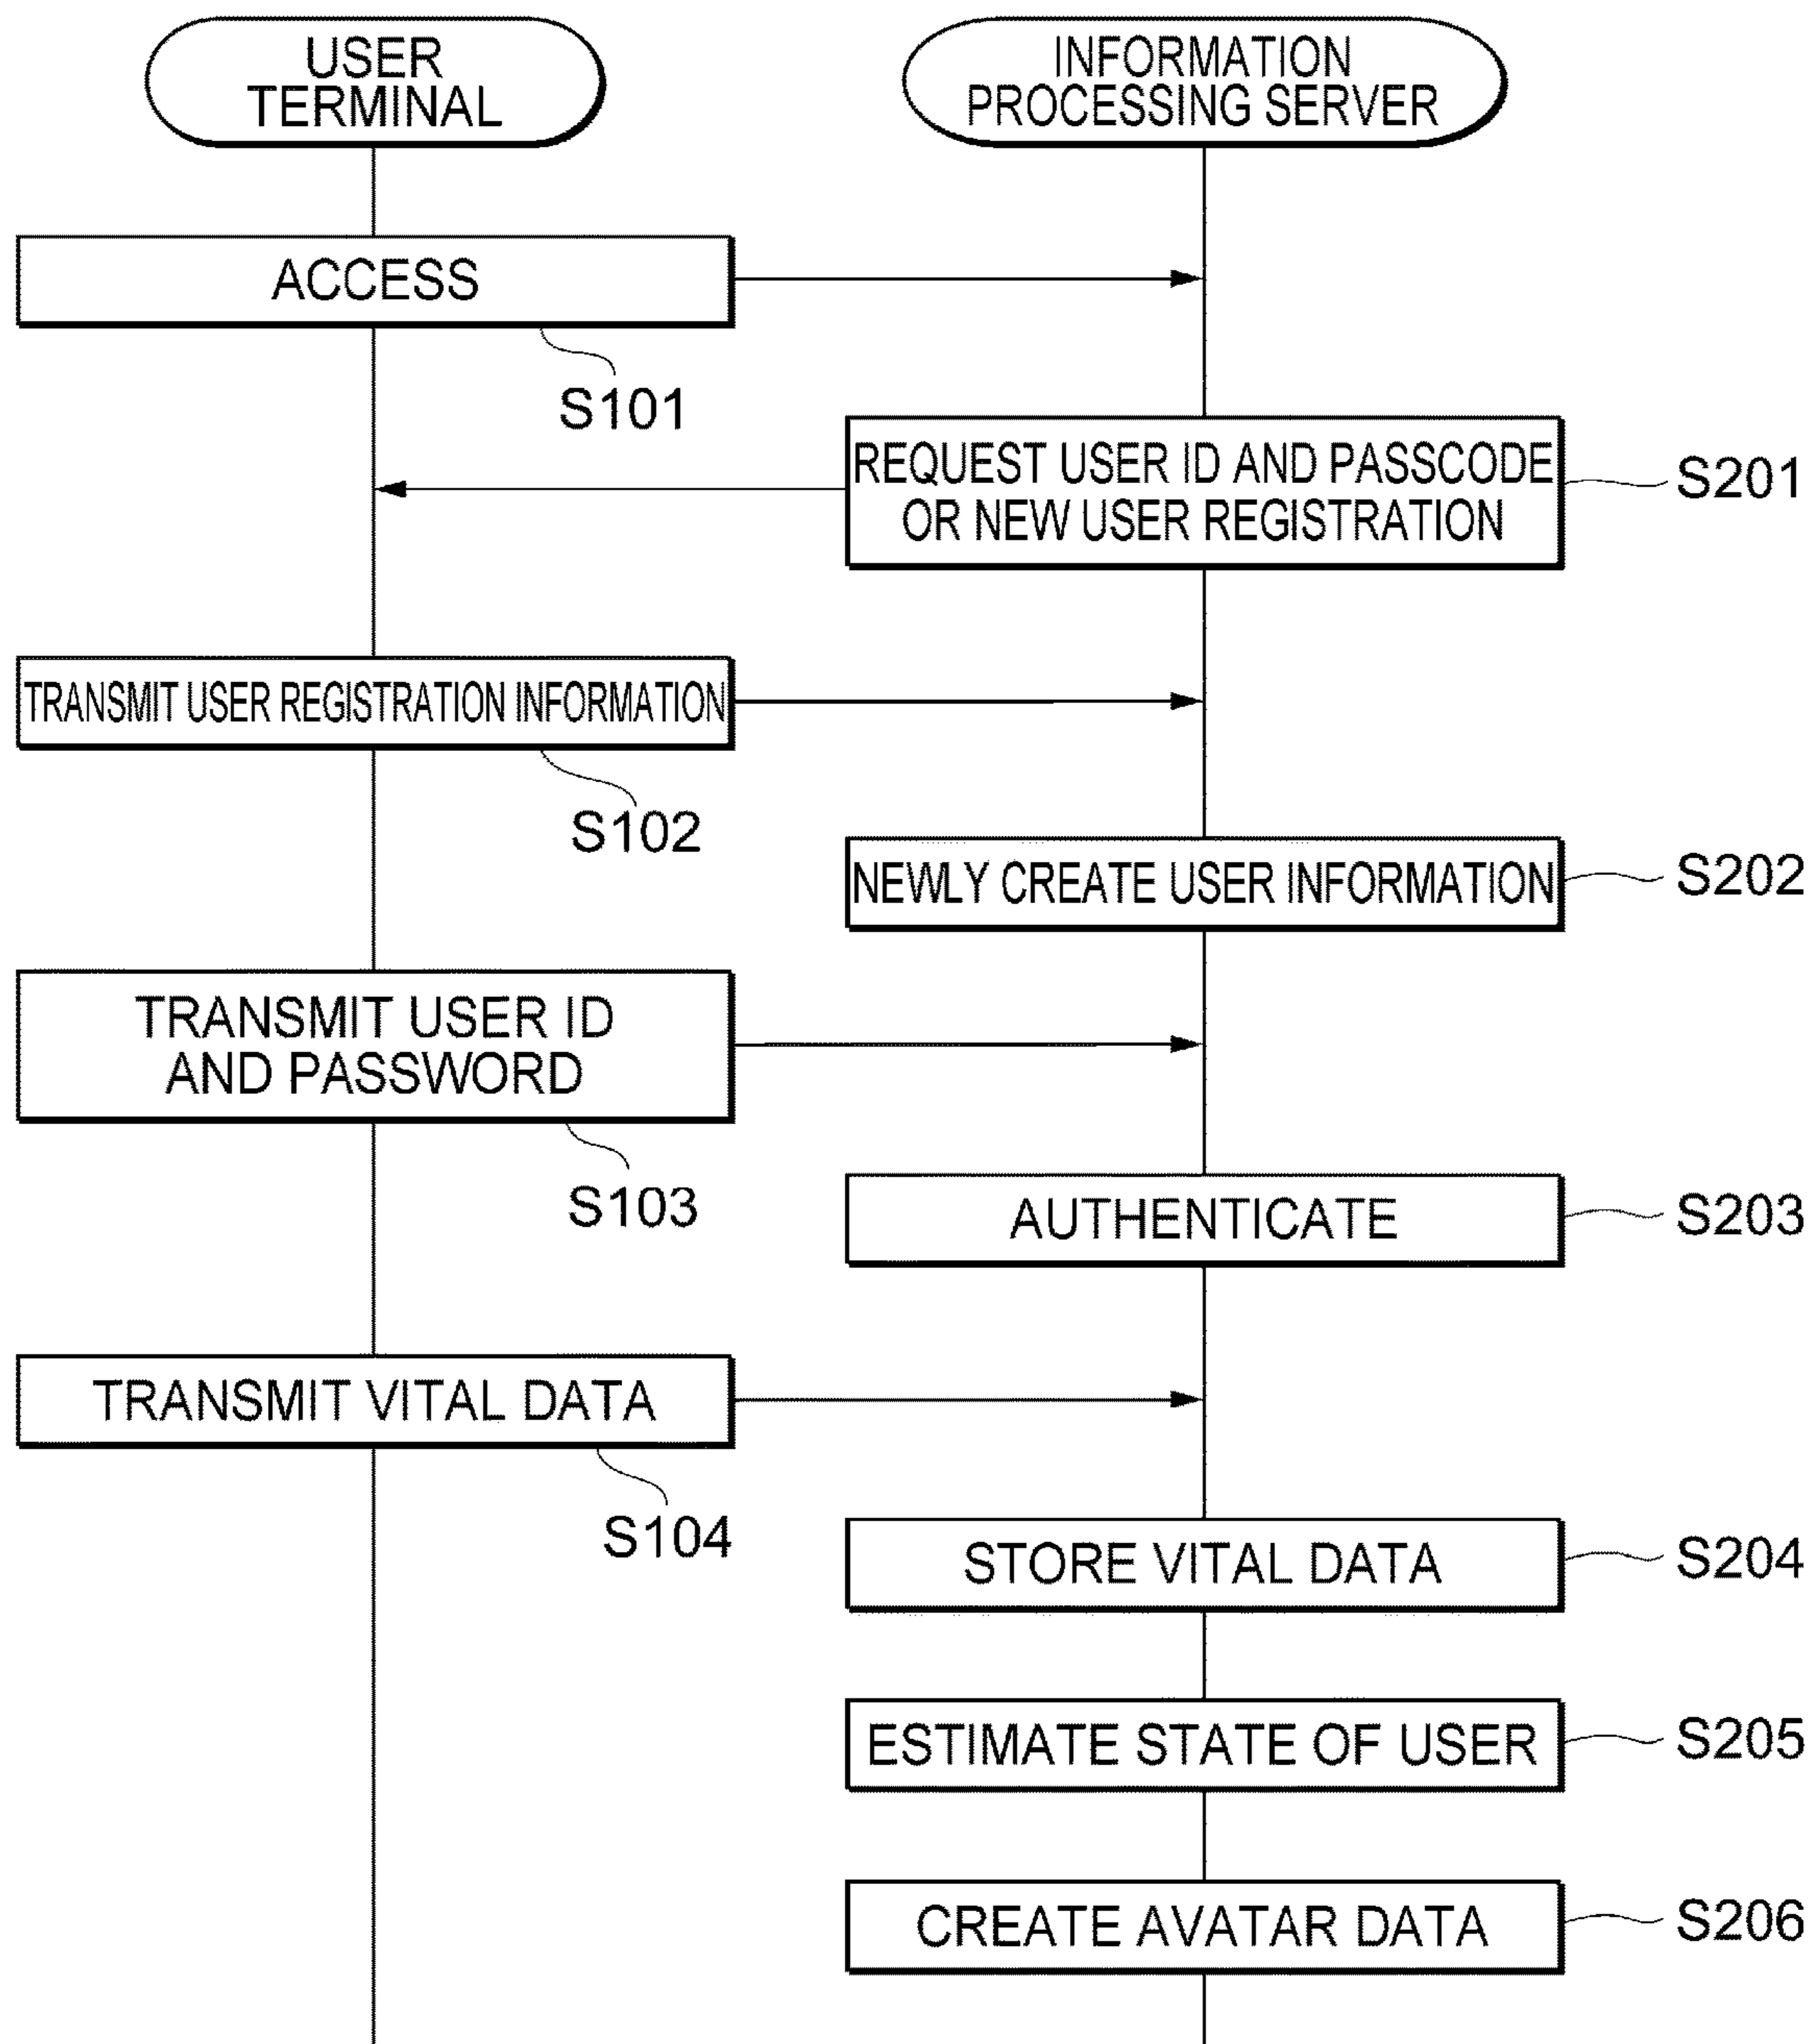 USER
TERMINAL
INFORMATION
PROCESSING SERVER
ACCESS
S101
REQUEST USER ID AND PASSCODE
OR NEW USER REGISTRATION
S201
TRANSMIT USER REGISTRATION INFORMATION
S102
NEWLY CREATE USER INFORMATION
S202
TRANSMIT USER ID
AND PASSWORD
S103
AUTHENTICATE
S203
TRANSMIT VITAL DATA
S104
STORE VITAL DATA
S204
ESTIMATE STATE OF USER
S205
CREATE AVATAR DATA
S206